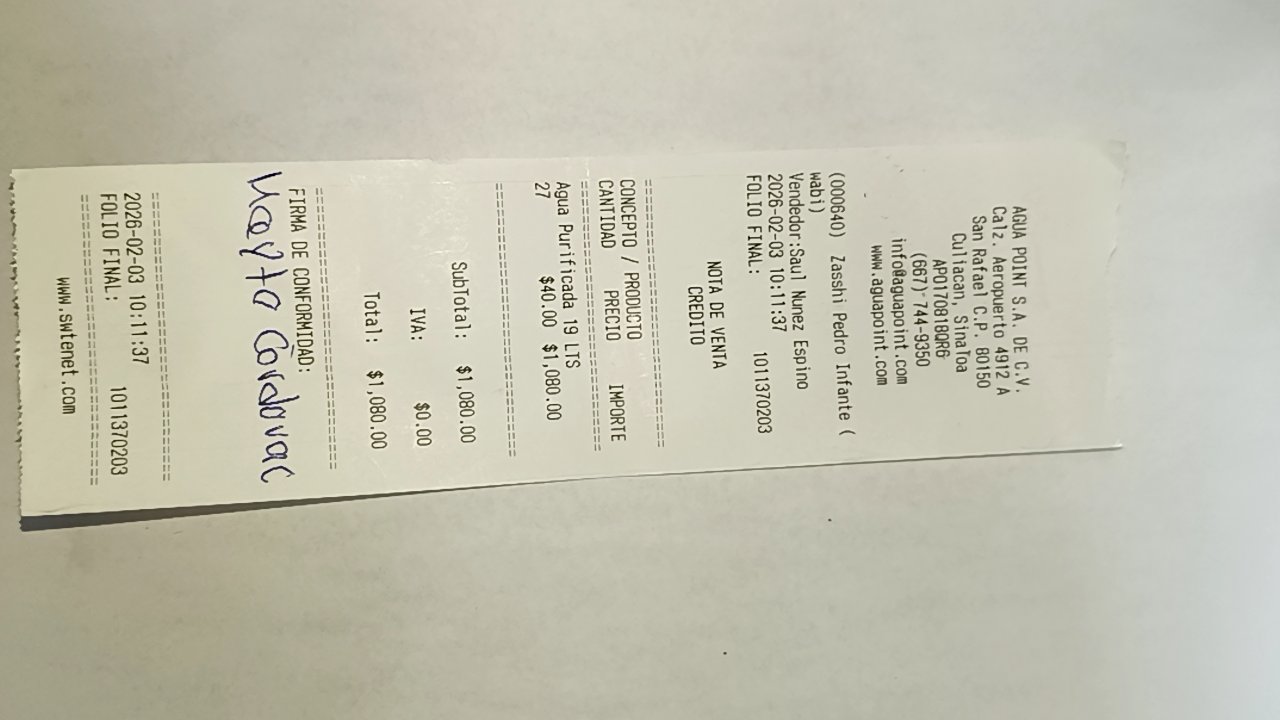 AGUA POINT S.A. DE C.V.
Calz. Aeropuerto 4912 A
San Rafael C.P. 80150
Culiacan, Sinaloa
APO170818QR6
(667)-744-9350
info@aguapoint.com
www.aguapoint.com
(000640) Zasshi Pedro Infante (
wabi)
Vendedor:Saul Nunez Espino
2026-02-03 10:11:37
FOLIO FINAL: 1011370203
NOTA DE VENTA
CREDITO
CONCEPTO / PRODUCTO
CANTIDAD PRECIO IMPORTE
Agua Purificada 19 LTS
27 $40.00 $1,080.00
SubTotal: $1,080.00
IVA: $0.00
Total: $1,080.00
FIRMA DE CONFORMIDAD:
Mayta Cordova C
2026-02-03 10:11:37
FOLIO FINAL: 1011370203
www.swtenet.com